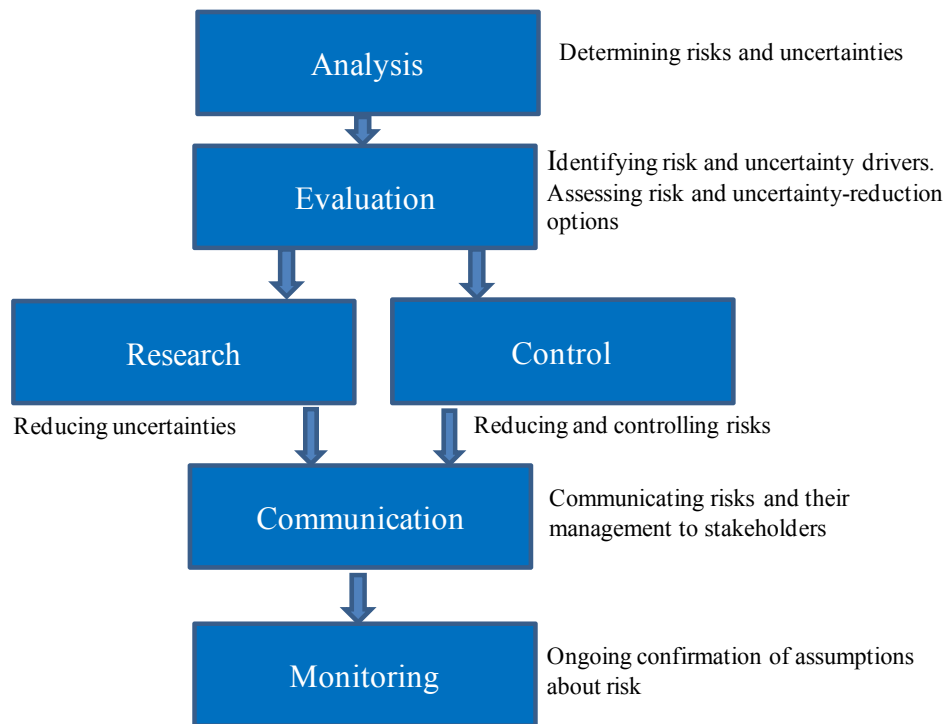 Analysis
Determining risks and uncertainties
Evaluation
Identifying risk and uncertainty drivers.
Assessing risk and uncertainty-reduction
options
Research
Control
Reducing uncertainties
Reducing and controlling risks
Communication
Communicating risks and their
management to stakeholders
Monitoring
Ongoing confirmation of assumptions
about risk